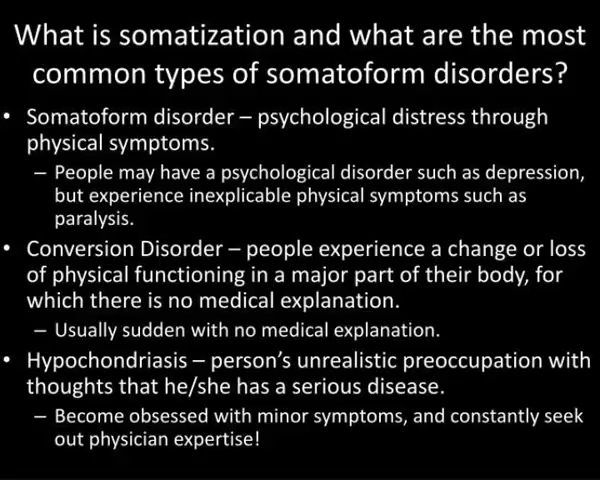 What is somatization and what are the most
common types of somatoform disorders?
• Somatoform disorder – psychological distress through
physical symptoms.
– People may have a psychological disorder such as depression,
but experience inexplicable physical symptoms such as
paralysis.
• Conversion Disorder – people experience a change or loss
of physical functioning in a major part of their body, for
which there is no medical explanation.
– Usually sudden with no medical explanation.
• Hypochondriasis – person's unrealistic preoccupation with
thoughts that he/she has a serious disease.
– Become obsessed with minor symptoms, and constantly seek
out physician expertise!